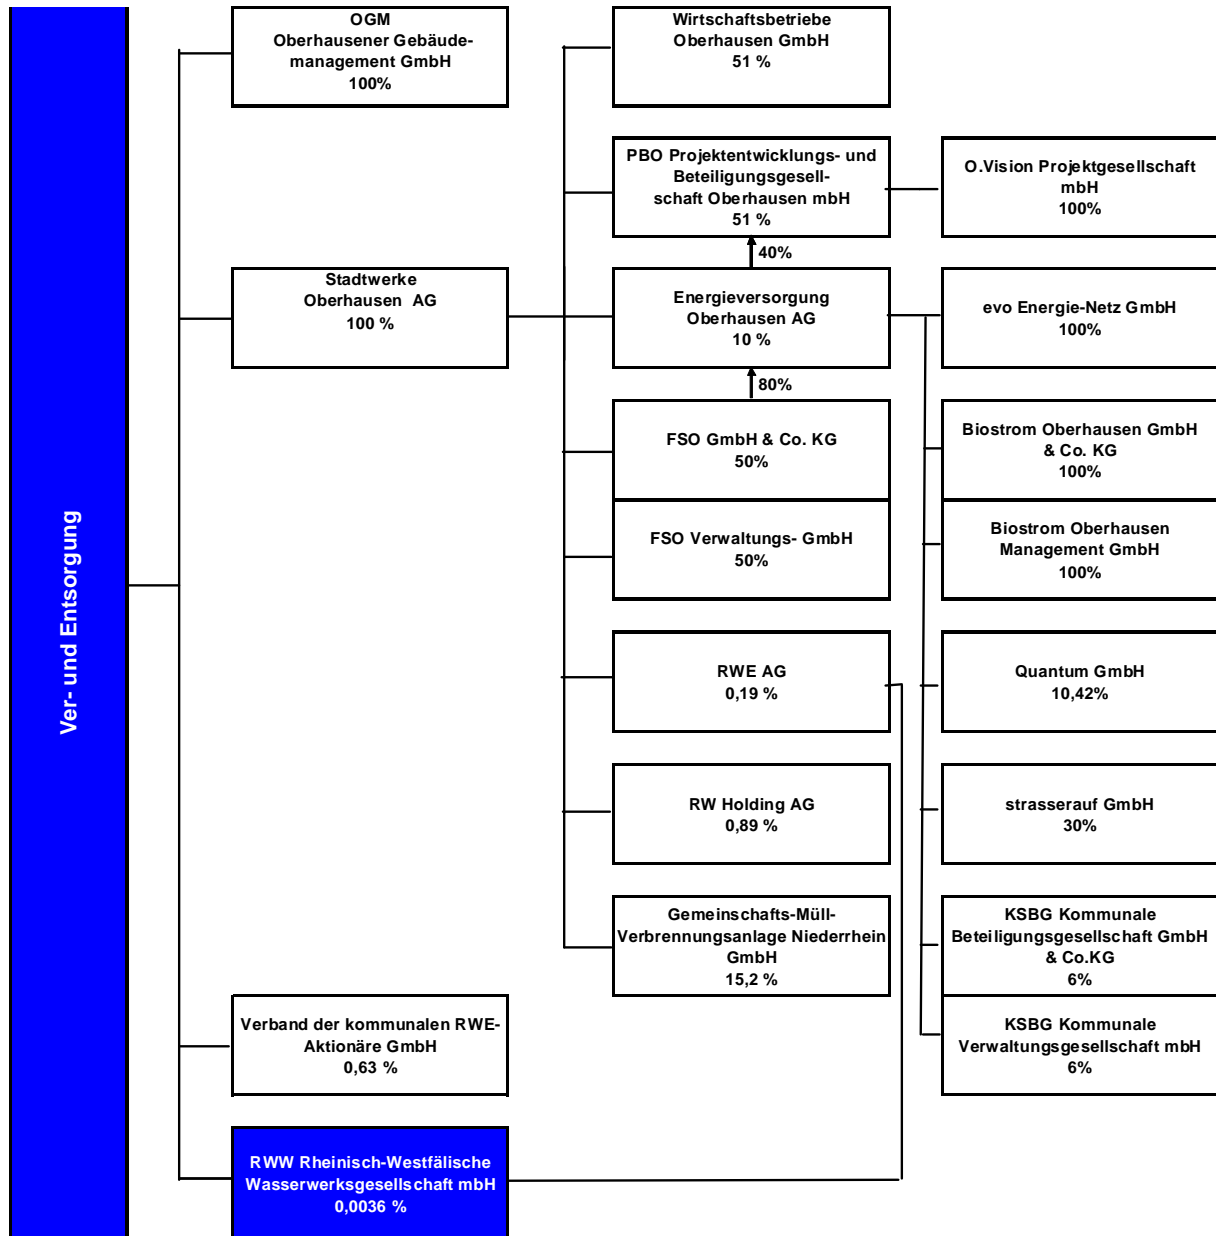 Ver- und Entsorgung
OGM
Oberhausener Gebäude-
management GmbH
100%
Stadtwerke
Oberhausen AG
100 %
Verband der kommunalen RWE-
Aktionäre GmbH
0,63 %
RWW Rheinisch-Westfälische
Wasserwerksgesellschaft mbH
0,0036 %
Wirtschaftsbetriebe
Oberhausen GmbH
51 %
PBO Projektentwicklungs- und
Beteiligungsgesell-
schaft Oberhausen mbH
51 %
40%
Energieversorgung
Oberhausen AG
10 %
80%
FSO GmbH & Co. KG
50%
FSO Verwaltungs- GmbH
50%
RWE AG
0,19 %
RW Holding AG
0,89 %
Gemeinschafts-Müll-
Verbrennungsanlage Niederrhein
GmbH
15,2 %
O.Vision Projektgesellschaft
mbH
100%
evo Energie-Netz GmbH
100%
Biostrom Oberhausen GmbH
& Co. KG
100%
Biostrom Oberhausen
Management GmbH
100%
Quantum GmbH
10,42%
strasserauf GmbH
30%
KSBG Kommunale
Beteiligungsgesellschaft GmbH
& Co.KG
6%
KSBG Kommunale
Verwaltungsgesellschaft mbH
6%